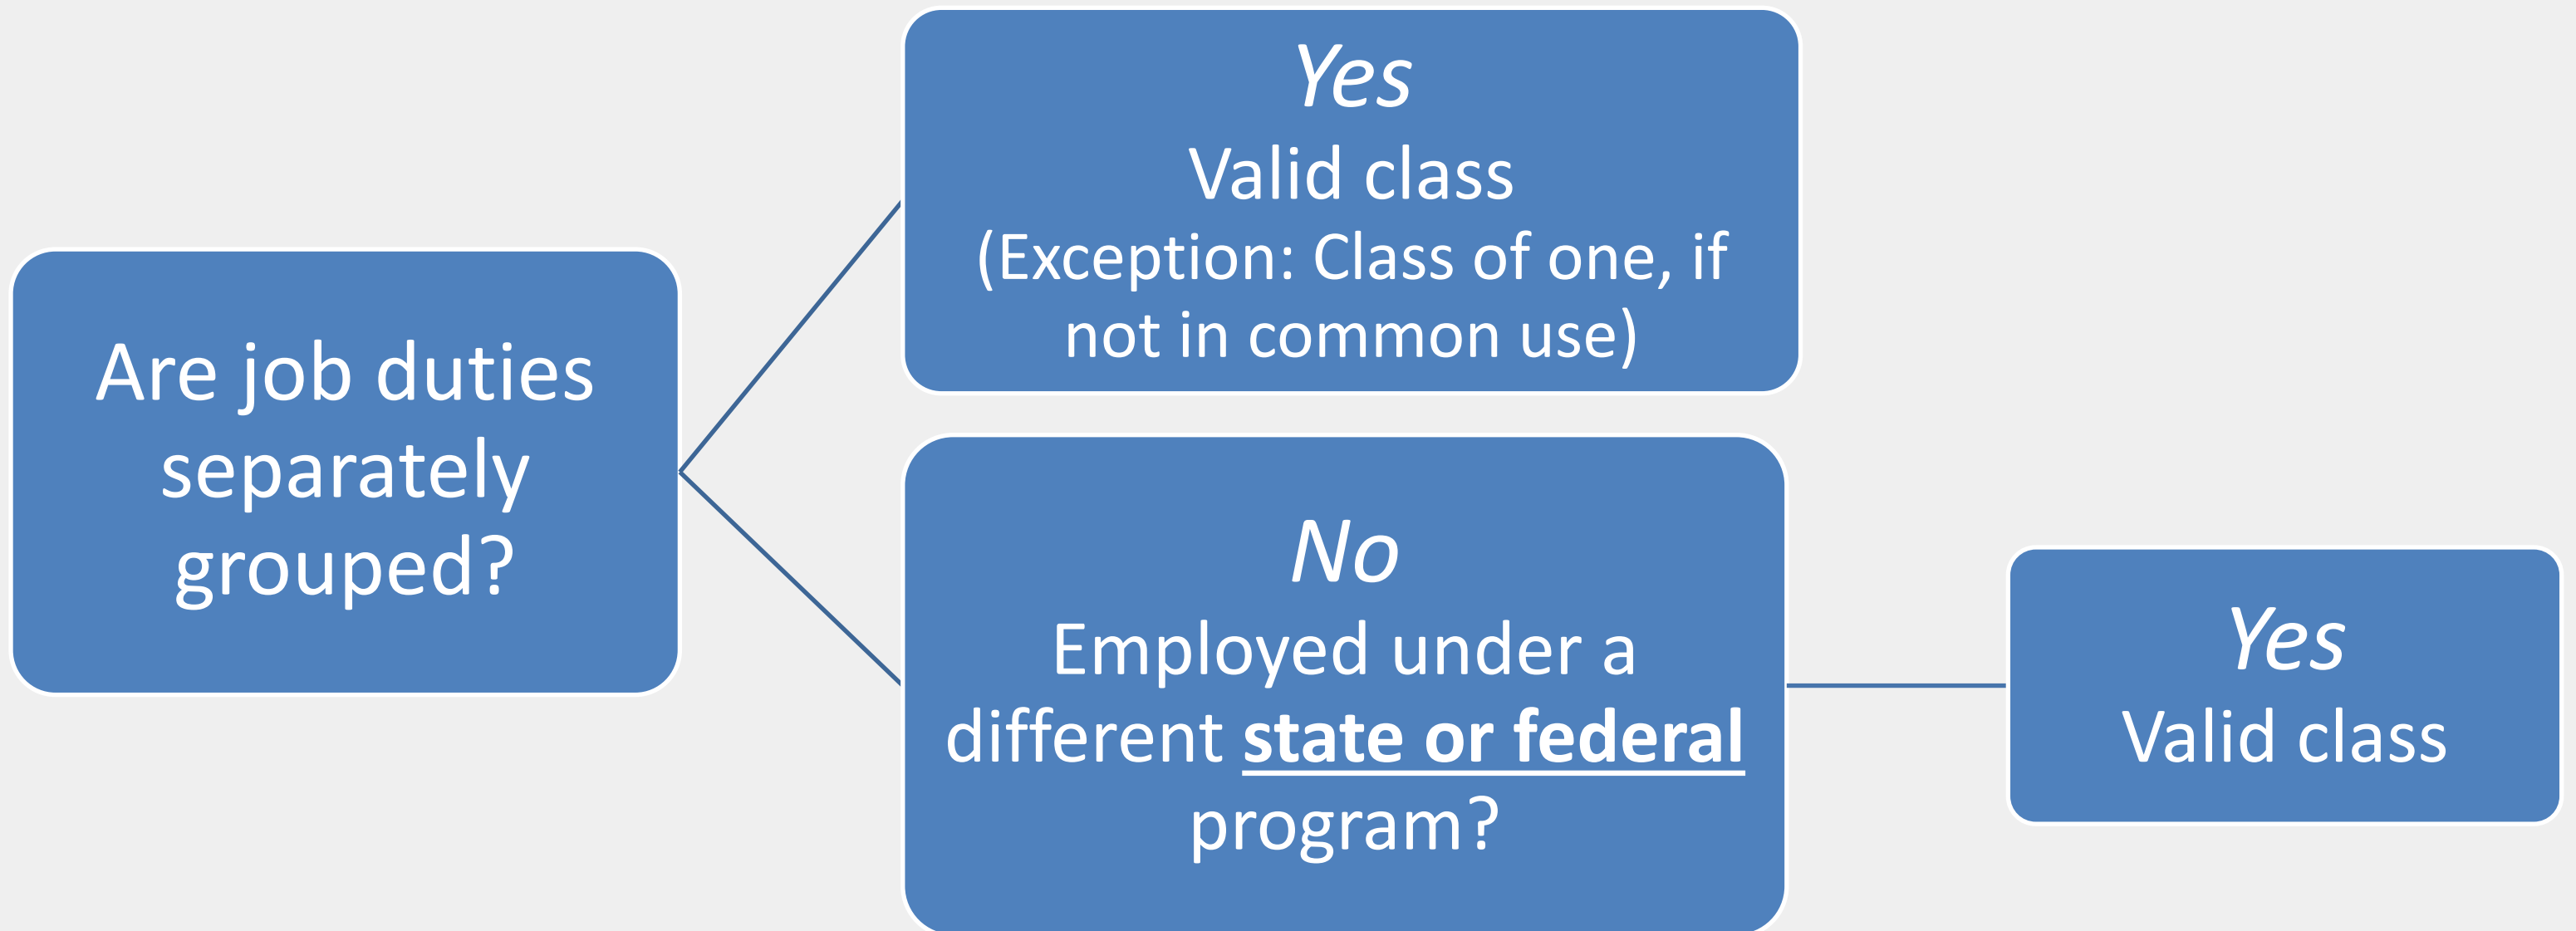 Are job duties
separately
grouped?
Yes
Valid class
(Exception: Class of one, if
not in common use)
No
Employed under a
different state or federal
program?
Yes
Valid class